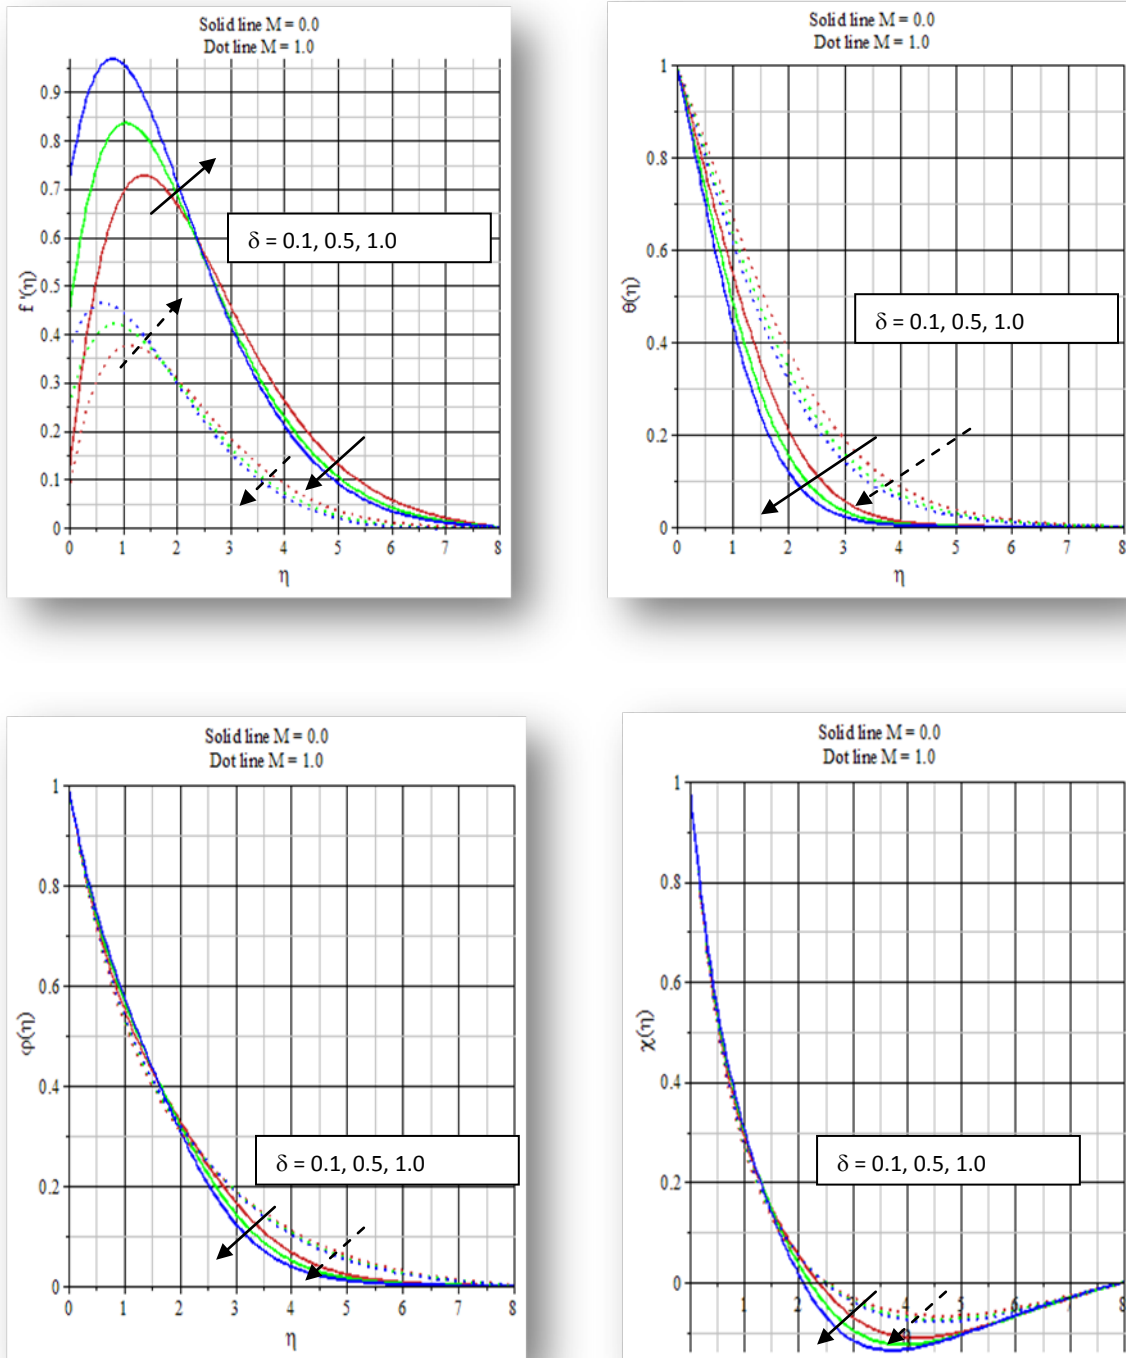 Solid line M = 0.0
Dot line M = 1.0
0.9
0.8
0.7
0.6
0.5
0.4
0.3
0.2
0.1
0
f '(η)
δ = 0.1, 0.5, 1.0
0 1 2 3 4 5 6 7 8
η
Solid line M = 0.0
Dot line M = 1.0
1
0.8
0.6
0.4
0.2
0
θ(η)
δ = 0.1, 0.5, 1.0
0 1 2 3 4 5 6 7 8
η
Solid line M = 0.0
Dot line M = 1.0
1
0.8
0.6
0.4
0.2
0
φ(η)
δ = 0.1, 0.5, 1.0
0 1 2 3 4 5 6 7 8
η
Solid line M = 0.0
Dot line M = 1.0
1
0.8
0.6
0.4
0.2
0
χ(η)
δ = 0.1, 0.5, 1.0
1 2 3 4 5 6 7 8